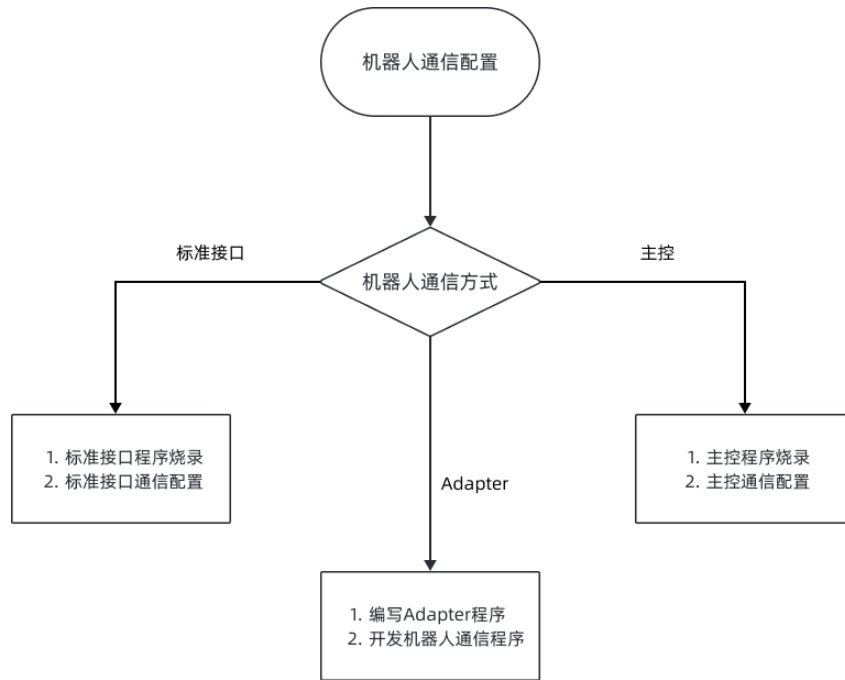 机器人通信配置
标准接口
主控
机器人通信方式
1. 标准接口程序烧录
2. 标准接口通信配置
1. 主控程序烧录
2. 主控通信配置
Adapter
1. 编写Adapter程序
2. 开发机器人通信程序